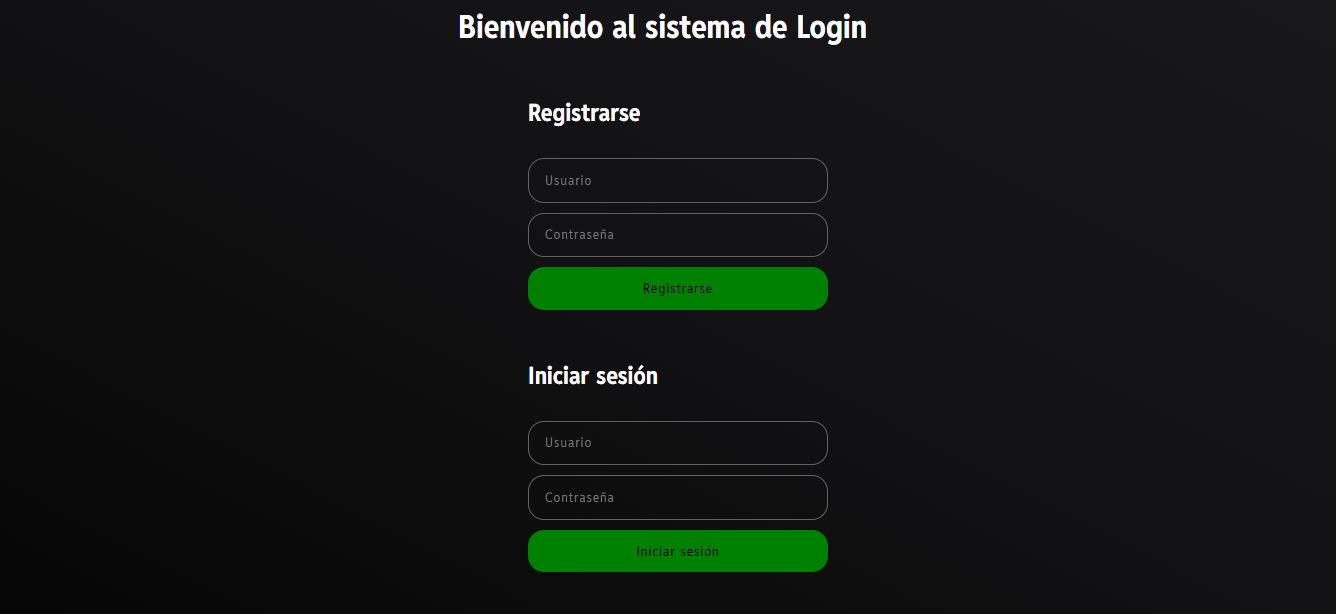 Bienvenido al sistema de Login
Registrarse
Usuario
Contraseña
Registrarse
Iniciar sesión
Usuario
Contraseña
Iniciar sesión